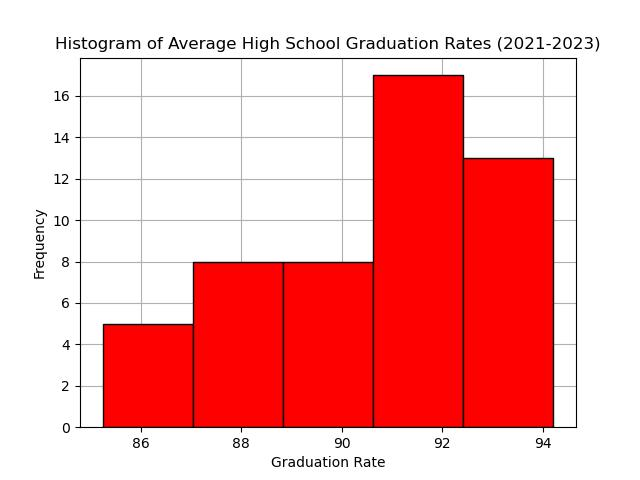 Histogram of Average High School Graduation Rates (2021-2023)
16
14
12
10
8
6
4
2
0
Frequency
86 88 90 92 94
Graduation Rate